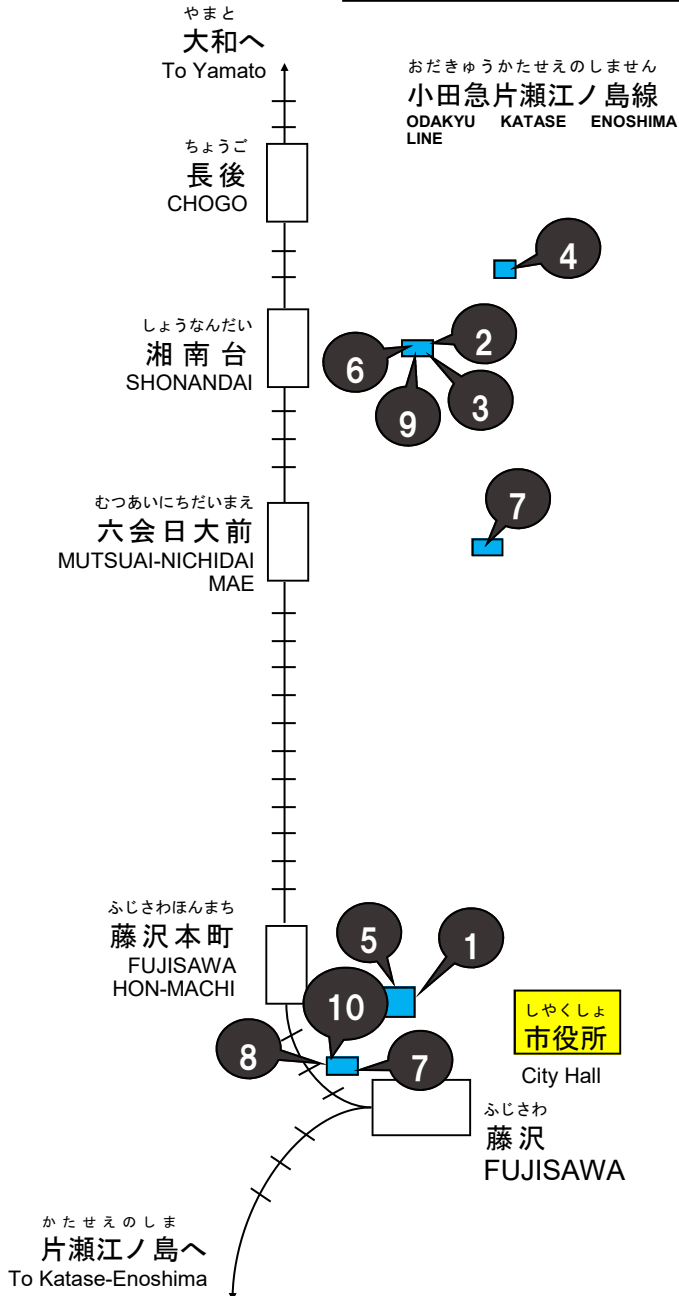 やまと
大和へ
To Yamato
おだきゅうかたせえのしません
小田急片瀬江ノ島線
ODAKYU KATASE ENOSHIMA
LINE
ちょうご
長後
CHOGO
4
しょうなんだい
湘南台
SHONANDAI
2
6
3
9
むつあいにちだいまえ
六会日大前
MUTSUAI-NICHIDAI
MAE
7
ふじさわほんまち
藤沢本町
FUJISAWA
HON-MACHI
5
1
10
8
7
しやくしょ
市役所
City Hall
ふじさわ
藤沢
FUJISAWA
かたせえのしま
片瀬江ノ島へ
To Katase-Enoshima